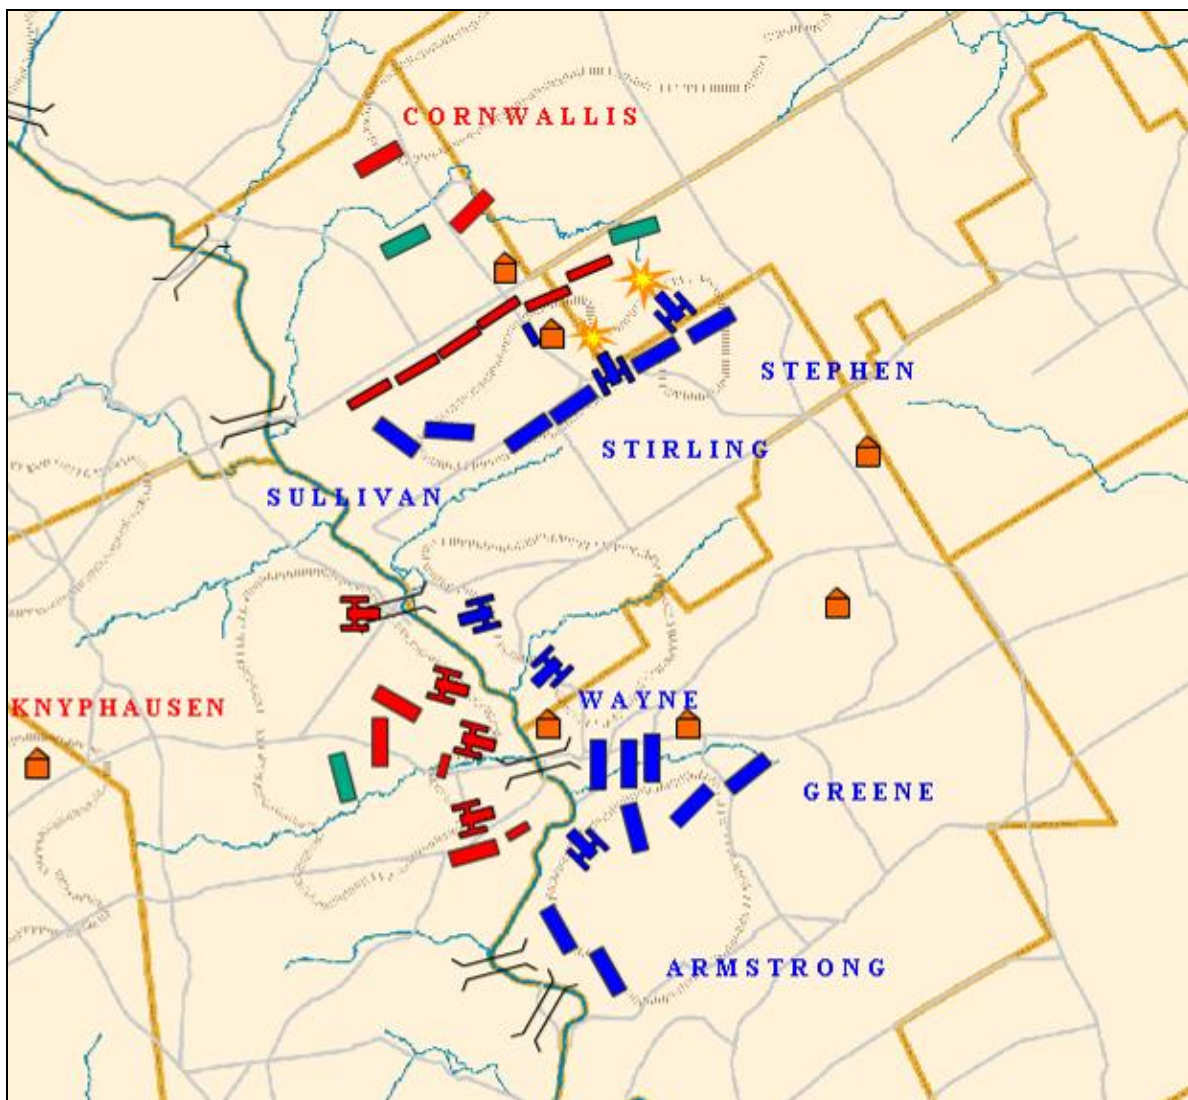 CORNWALLIS
STEPHEN
STIRLING
SULLIVAN
WAYNE
KNYPHAUSEN
GREENE
ARMSTRONG